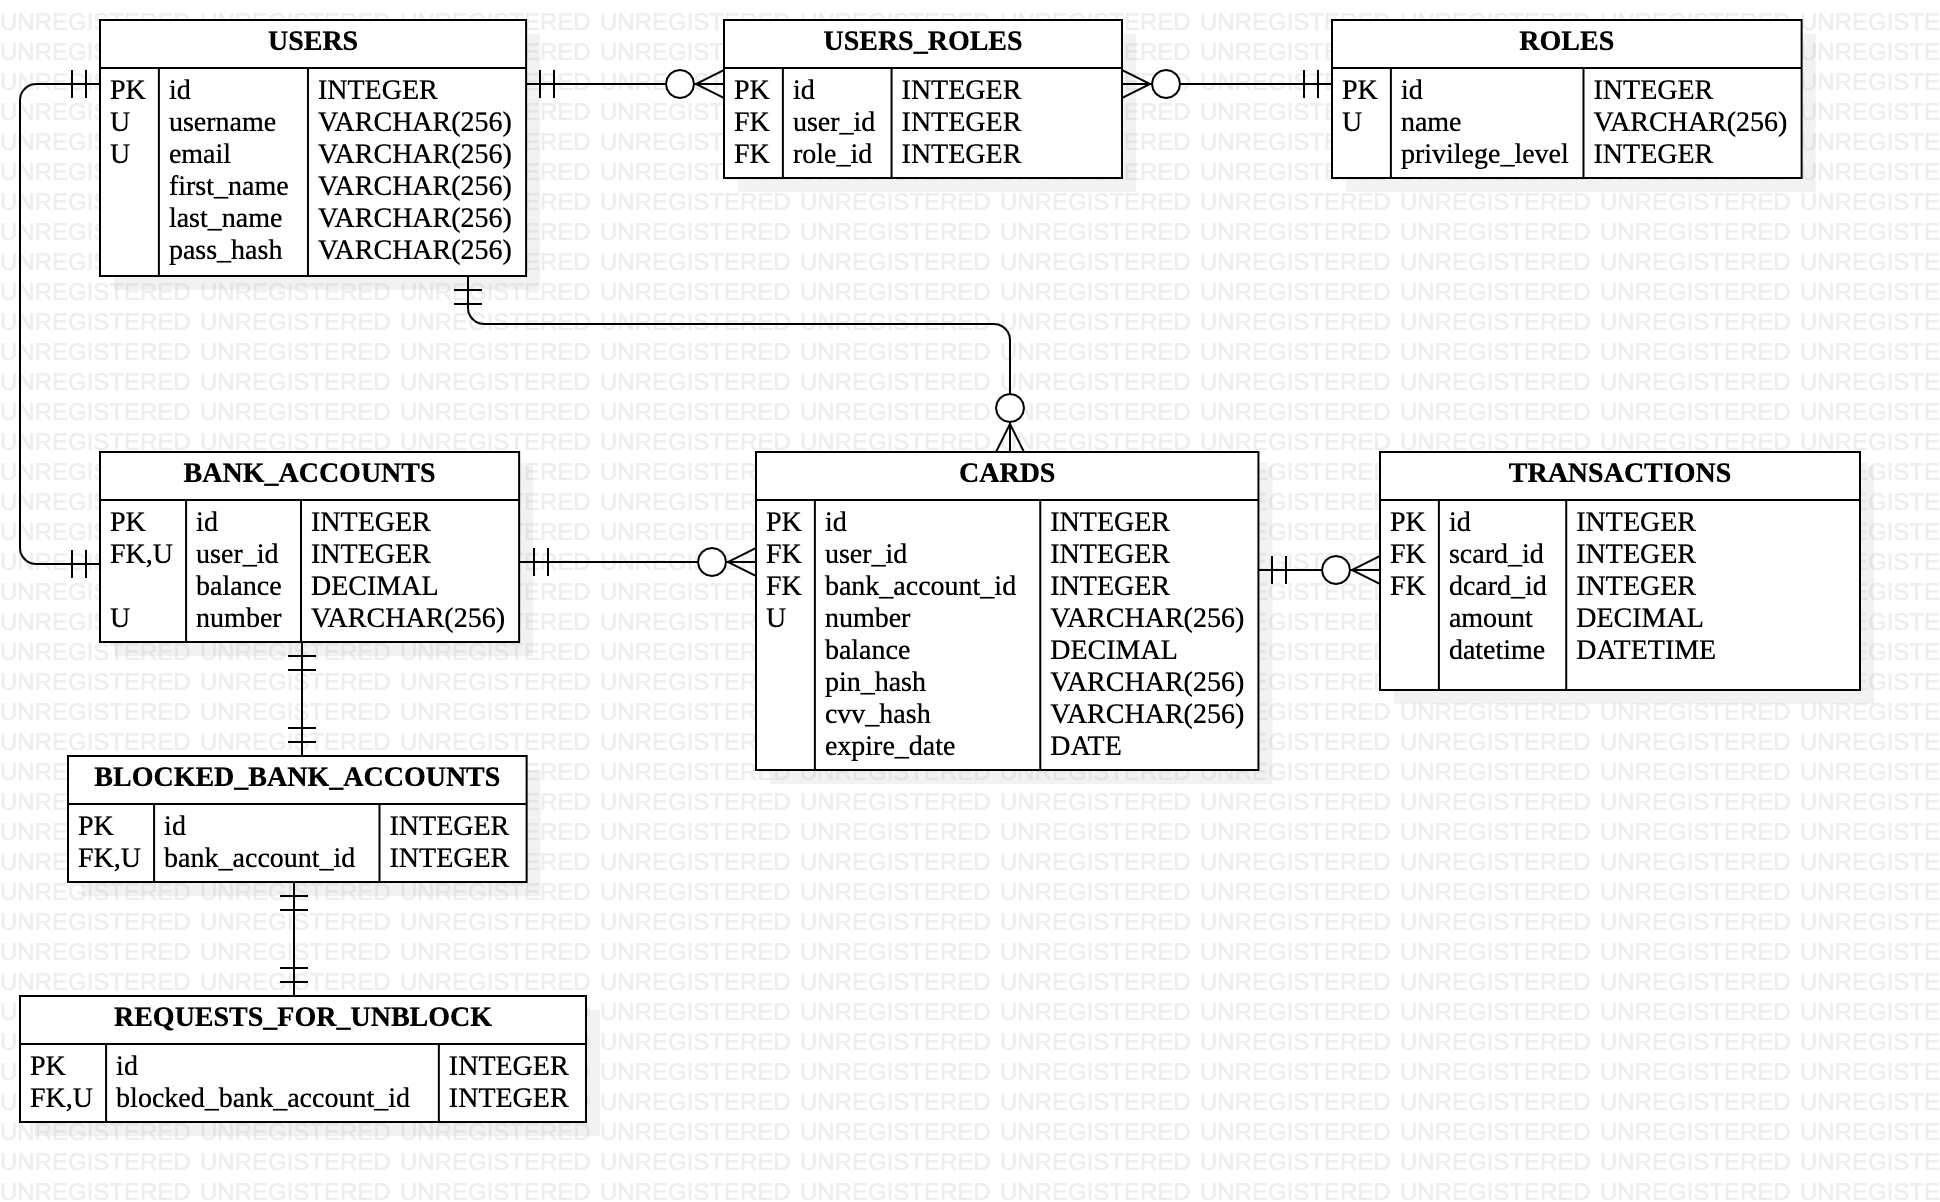 USERS
PK id INTEGER
U username VARCHAR(256)
U email VARCHAR(256)
first_name VARCHAR(256)
last_name VARCHAR(256)
pass_hash VARCHAR(256)
USERS_ROLES
PK id INTEGER
FK user_id INTEGER
FK role_id INTEGER
ROLES
PK id INTEGER
U name VARCHAR(256)
privilege_level INTEGER
BANK_ACCOUNTS
PK id INTEGER
FK,U user_id INTEGER
balance DECIMAL
U number VARCHAR(256)
CARDS
PK id INTEGER
FK user_id INTEGER
FK bank_account_id INTEGER
U number VARCHAR(256)
balance DECIMAL
pin_hash VARCHAR(256)
cvv_hash VARCHAR(256)
expire_date DATE
TRANSACTIONS
PK id INTEGER
FK scard_id INTEGER
FK dcard_id INTEGER
amount DECIMAL
datetime DATETIME
BLOCKED_BANK_ACCOUNTS
PK id INTEGER
FK,U bank_account_id INTEGER
REQUESTS_FOR_UNBLOCK
PK id INTEGER
FK,U blocked_bank_account_id INTEGER
UNREGISTERED